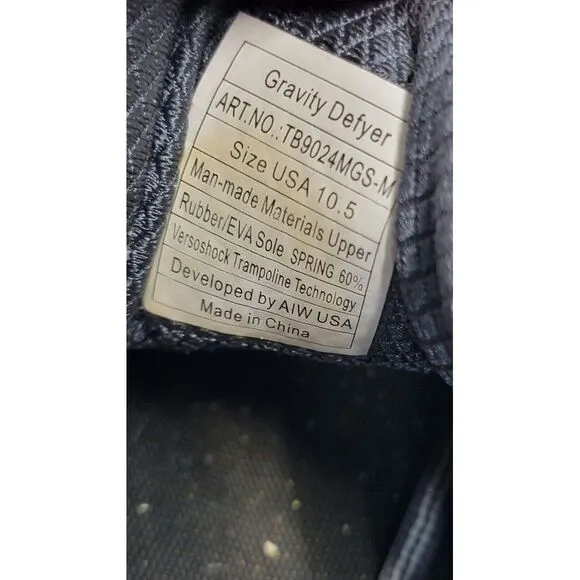 Gravity Defyer
ART.NO.:TB9024MGS-M
Size USA 10.5
Man-made Materials Upper
Rubber/EVA Sole SPRING 60%
Versoshock Trampoline Technology
Developed by AIW USA
Made in China